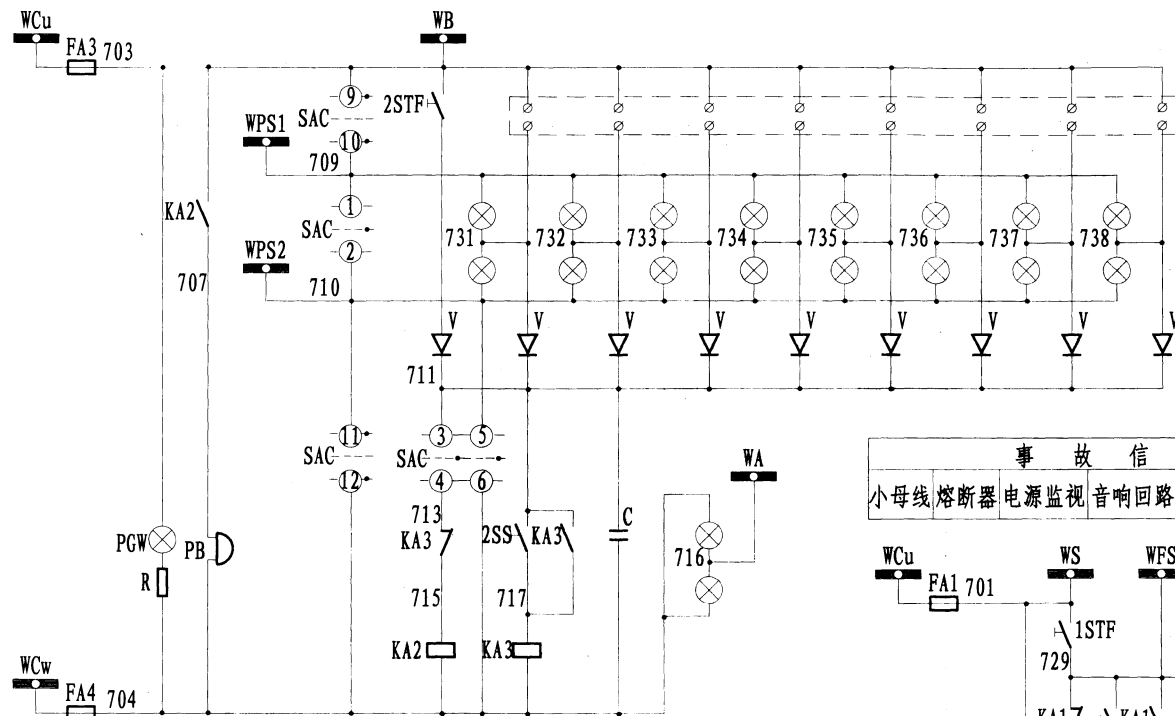 WCu
WB
FA3 703
9
2STF
SAC
WPS1
10
709
1
KA2
SAC
731 732 733 734 735 736 737 738
2
WPS2
707
710
V V V V V V V V V
711
11 3 5
SAC SAC
事 故 信
WA
12 4 6
小母线 熔断器 电源监视 音响回路
713
C
KA3 2SS KA3
PGW PB
716
WCu WS WFS
R
715 717
FA1 701
1STF
KA2 KA3
729
WCw
FA4 704
KA1 KA1